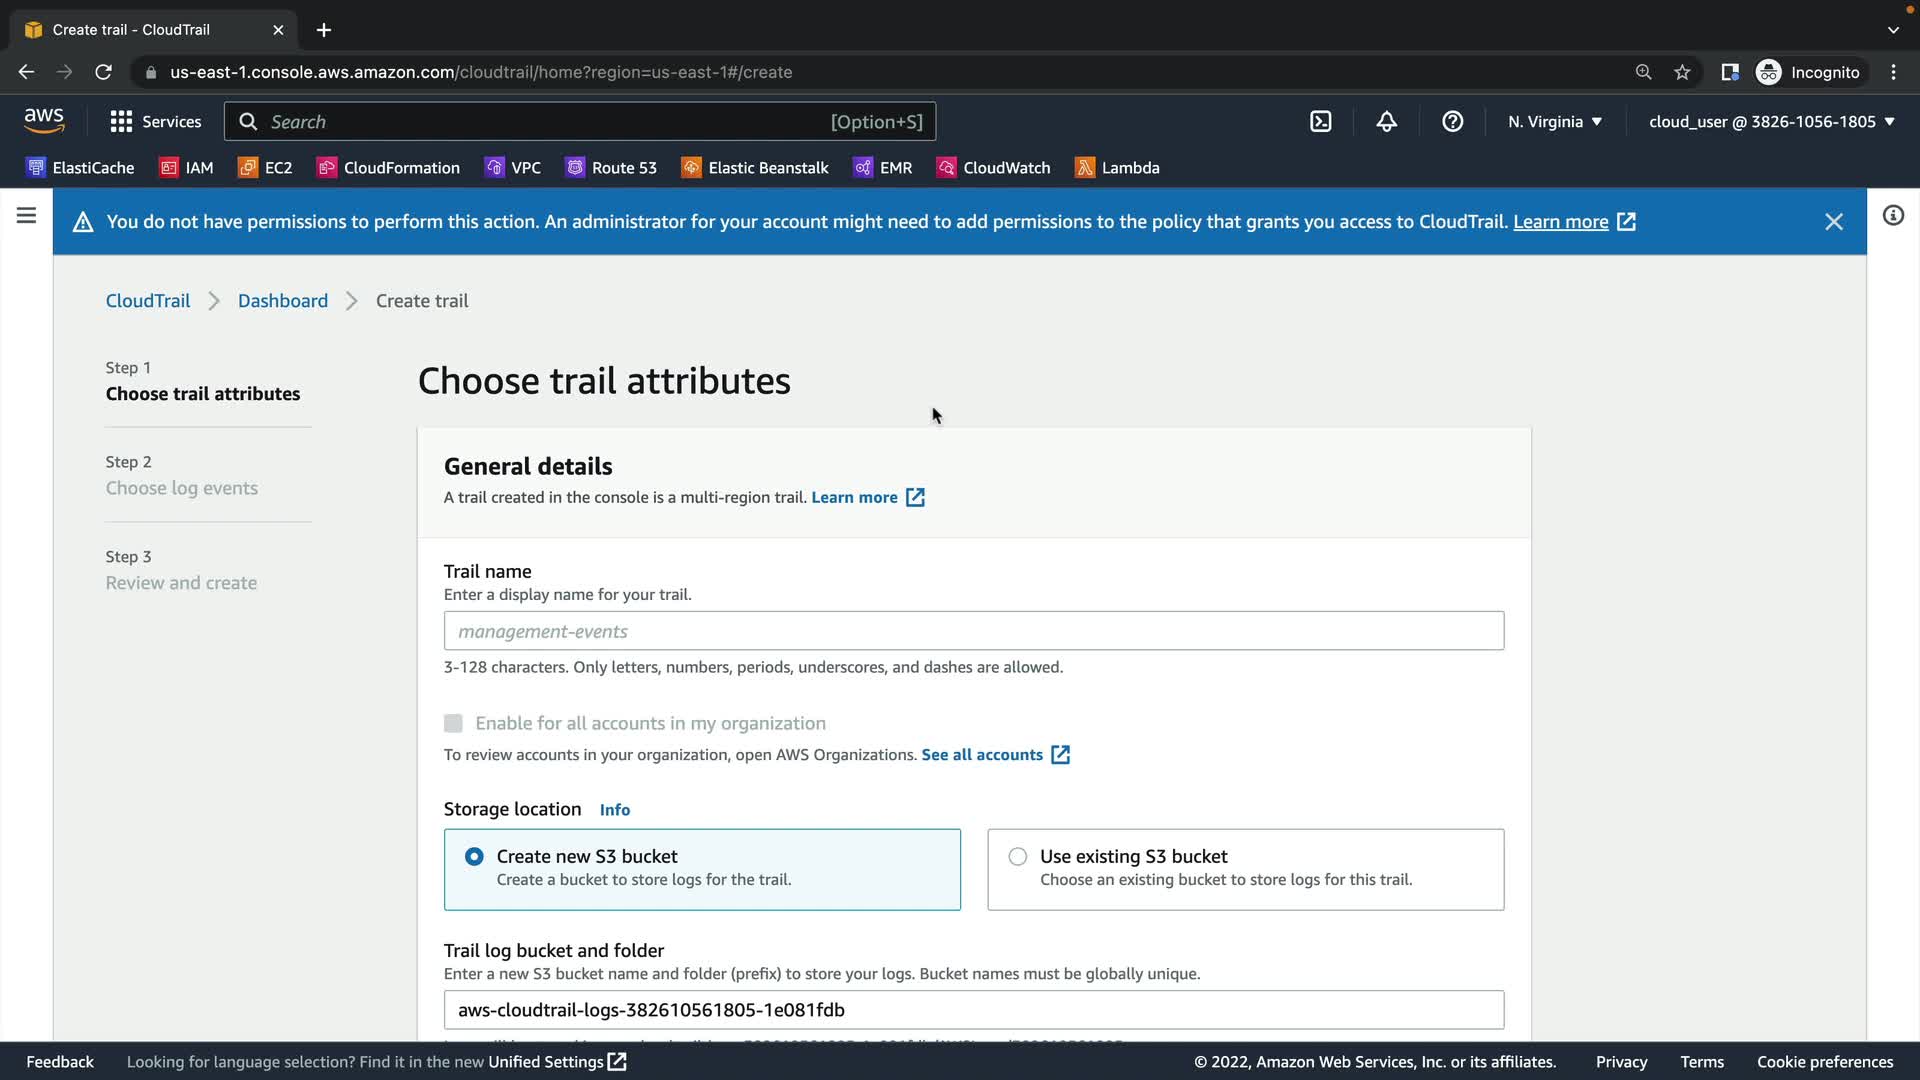 Create trail - CloudTrail
us-east-1.console.aws.amazon.com/cloudtrail/home?region=us-east-1#/create
Incognito
aws
Services
Search
[Option+S]
N. Virginia
cloud_user @ 3826-1056-1805
ElastiCache
IAM
EC2
CloudFormation
VPC
Route 53
Elastic Beanstalk
EMR
CloudWatch
Lambda
You do not have permissions to perform this action. An administrator for your account might need to add permissions to the policy that grants you access to CloudTrail. Learn more
CloudTrail
Dashboard
Create trail
Step 1
Choose trail attributes
Step 2
Choose log events
Step 3
Review and create
Choose trail attributes
General details
A trail created in the console is a multi-region trail. Learn more
Trail name
Enter a display name for your trail.
management-events
3-128 characters. Only letters, numbers, periods, underscores, and dashes are allowed.
Enable for all accounts in my organization
To review accounts in your organization, open AWS Organizations. See all accounts
Storage location Info
Create new S3 bucket
Create a bucket to store logs for the trail.
Use existing S3 bucket
Choose an existing bucket to store logs for this trail.
Trail log bucket and folder
Enter a new S3 bucket name and folder (prefix) to store your logs. Bucket names must be globally unique.
aws-cloudtrail-logs-382610561805-1e081fdb
Feedback
Looking for language selection? Find it in the new Unified Settings
© 2022, Amazon Web Services, Inc. or its affiliates.
Privacy
Terms
Cookie preferences